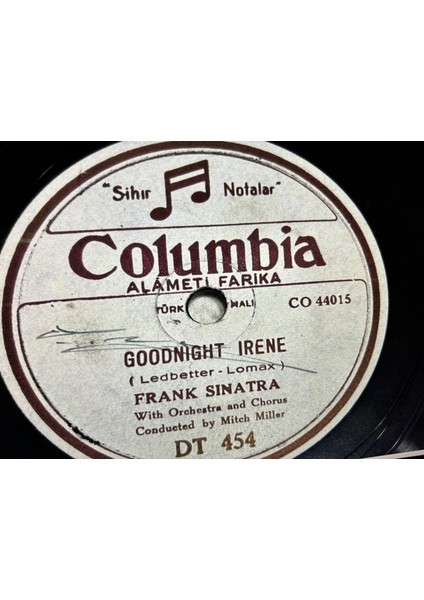 "Sihir Notalar"
Columbia
ALÂMETİ FARİKA
TÜRK MALI
CO 44015
GOODNIGHT IRENE
( Ledbetter - Lomax )
FRANK SINATRA
With Orchestra and Chorus
Conducted by Mitch Miller
DT 454